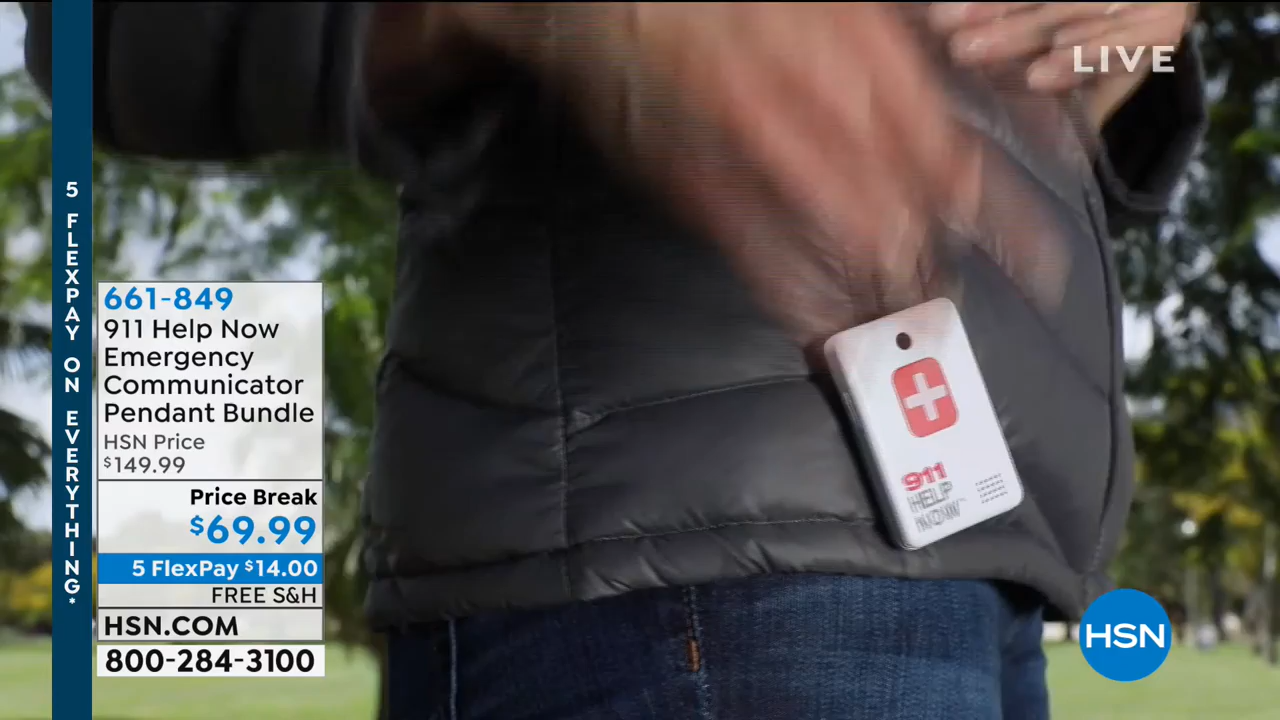 LIVE
5 FLEXPAY ON EVERYTHING*
661-849
911 Help Now
Emergency
Communicator
Pendant Bundle
HSN Price
$149.99
Price Break
$69.99
5 FlexPay $14.00
FREE S&H
HSN.COM
800-284-3100
911
HELP
NOW
HSN